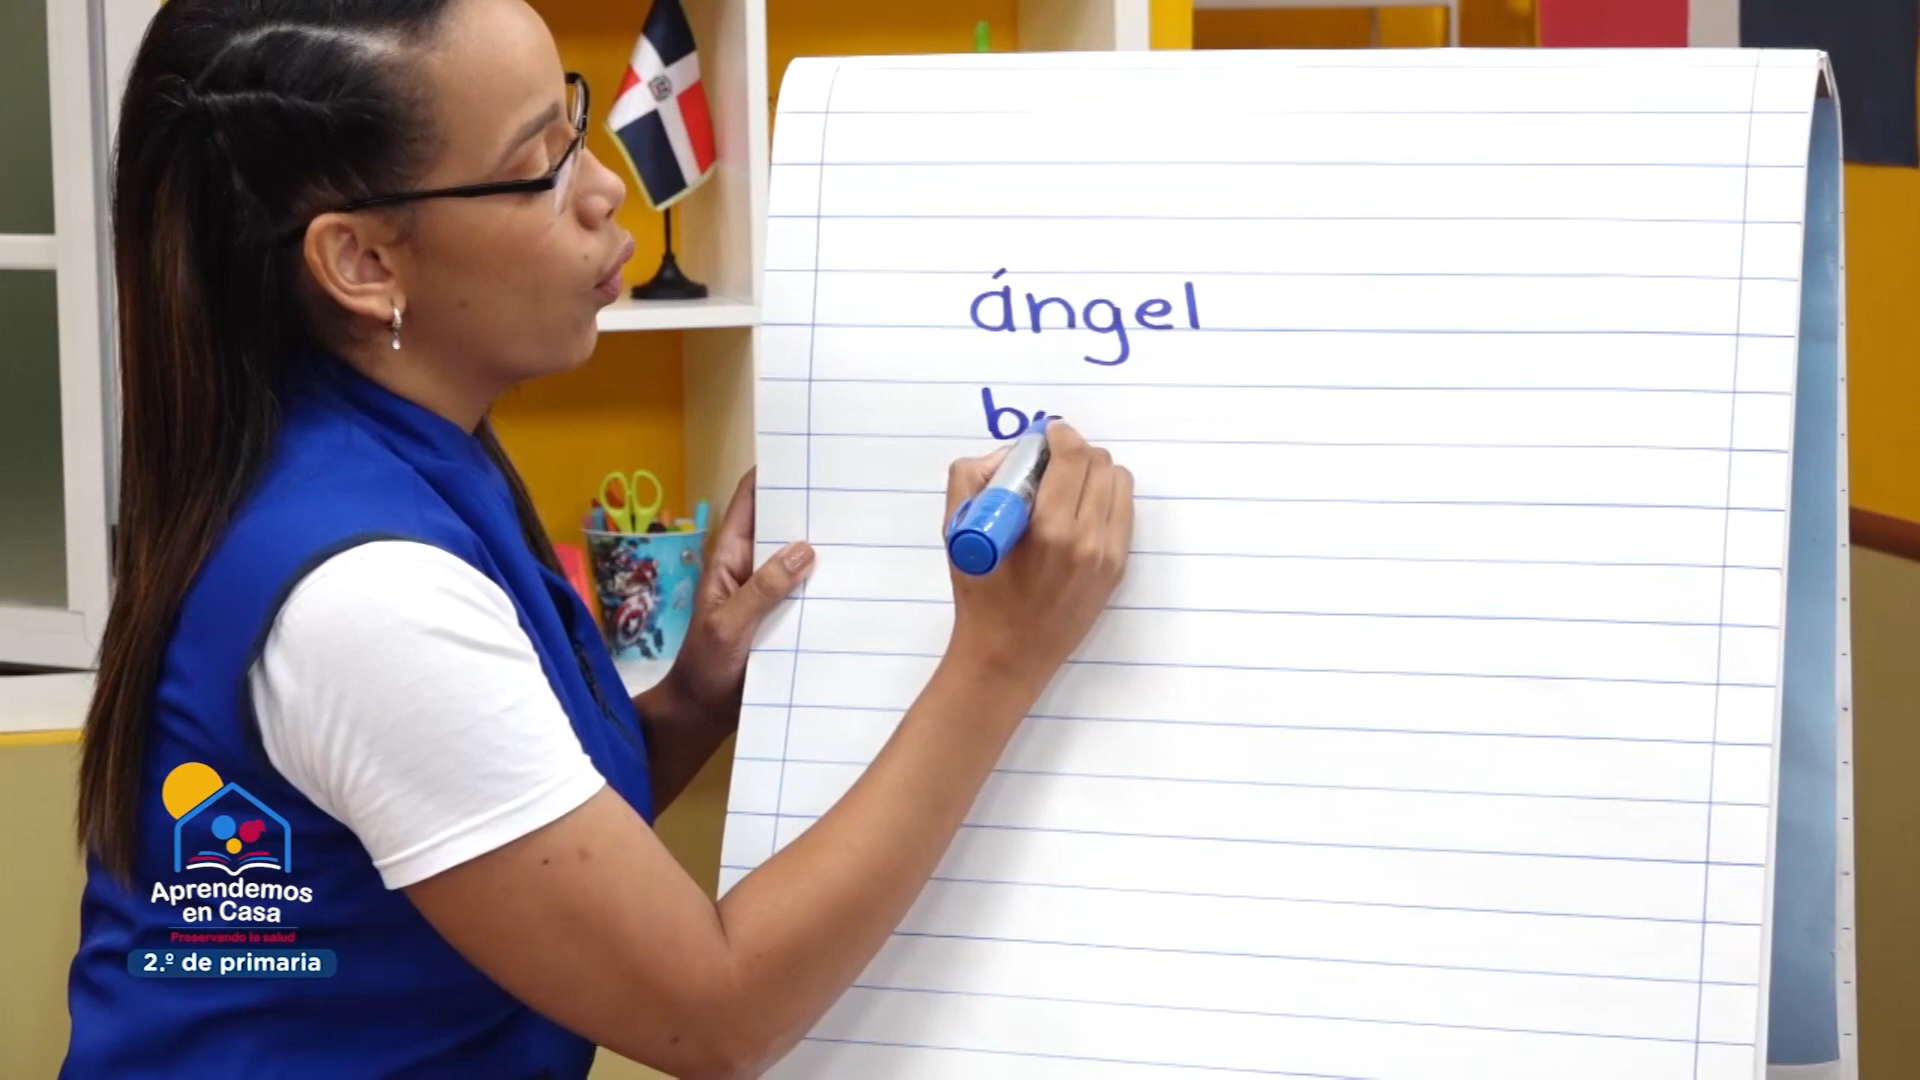 ángel
b
Aprendemos
en Casa
Preservando la salud
2.º de primaria